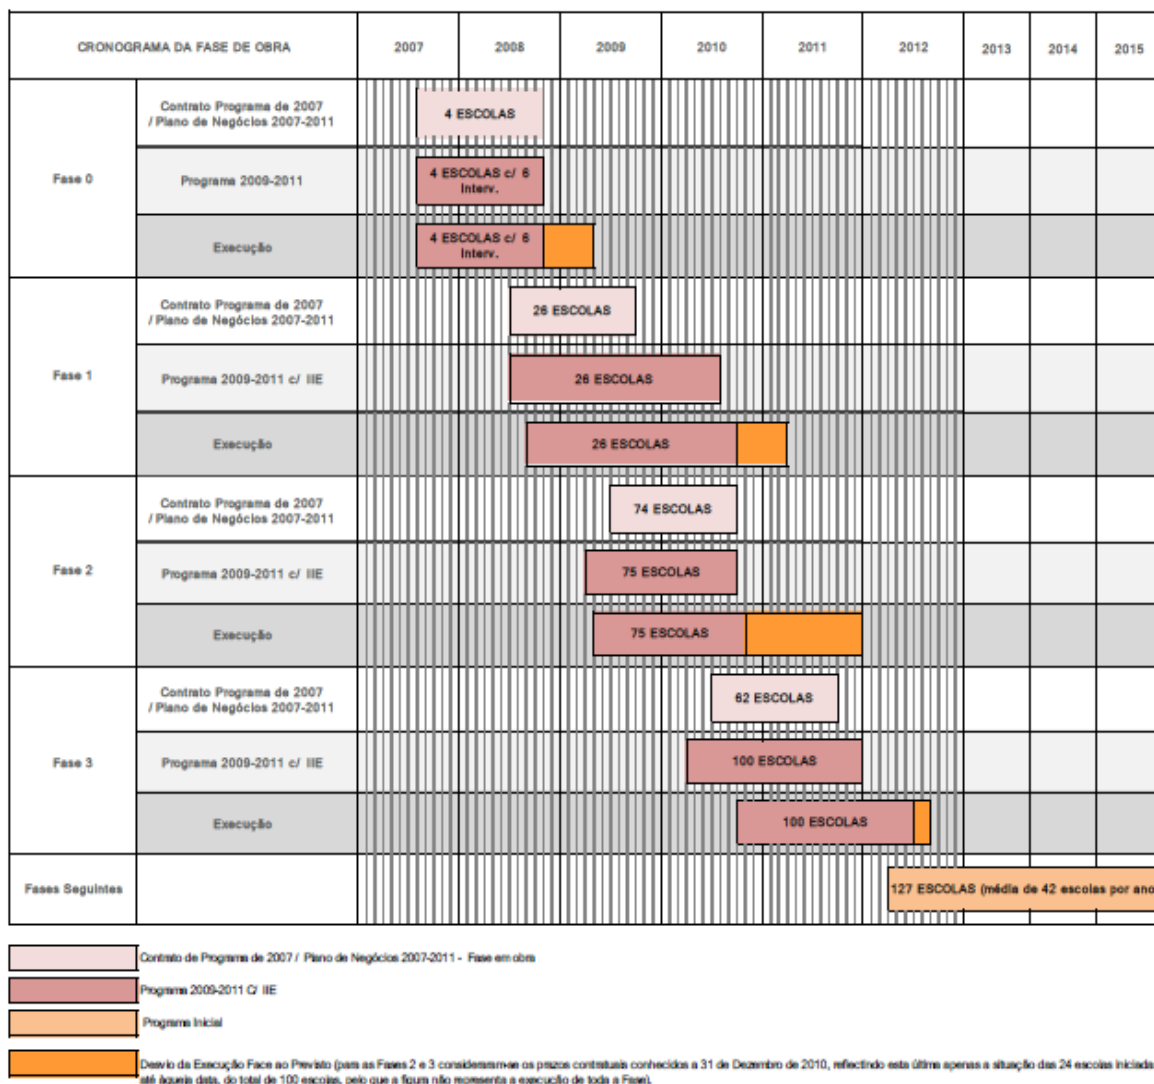 CRONOGRAMA DA FASE DE OBRA 2007 2008 2009 2010 2011 2012 2013 2014 2015
Fase 0
Contrato Programa de 2007
/ Plano de Negócios 2007-2011
4 ESCOLAS
Programa 2009-2011
4 ESCOLAS c/ 6
Interv.
Execução
4 ESCOLAS c/ 6
Interv.
Fase 1
Contrato Programa de 2007
/ Plano de Negócios 2007-2011
26 ESCOLAS
Programa 2009-2011 c/ IIE
26 ESCOLAS
Execução
26 ESCOLAS
Fase 2
Contrato Programa de 2007
/ Plano de Negócios 2007-2011
74 ESCOLAS
Programa 2009-2011 c/ IIE
75 ESCOLAS
Execução
75 ESCOLAS
Fase 3
Contrato Programa de 2007
/ Plano de Negócios 2007-2011
62 ESCOLAS
Programa 2009-2011 c/ IIE
100 ESCOLAS
Execução
100 ESCOLAS
Fases Seguintes
127 ESCOLAS (média de 42 escolas por ano
Contrato de Programa de 2007 / Plano de Negócios 2007-2011 - Fase em obra
Programa 2009-2011 C/ IIE
Programa Inicial
Desvio da Execução Face ao Previsto (para as Fases 2 e 3 consideraram-se os prazos contratuais conhecidos a 31 de Dezembro de 2010, reflectindo esta última apenas a situação das 24 escolas iniciada
até àquela data, do total de 100 escolas, pelo que a figura não representa a execução de toda a Fase).